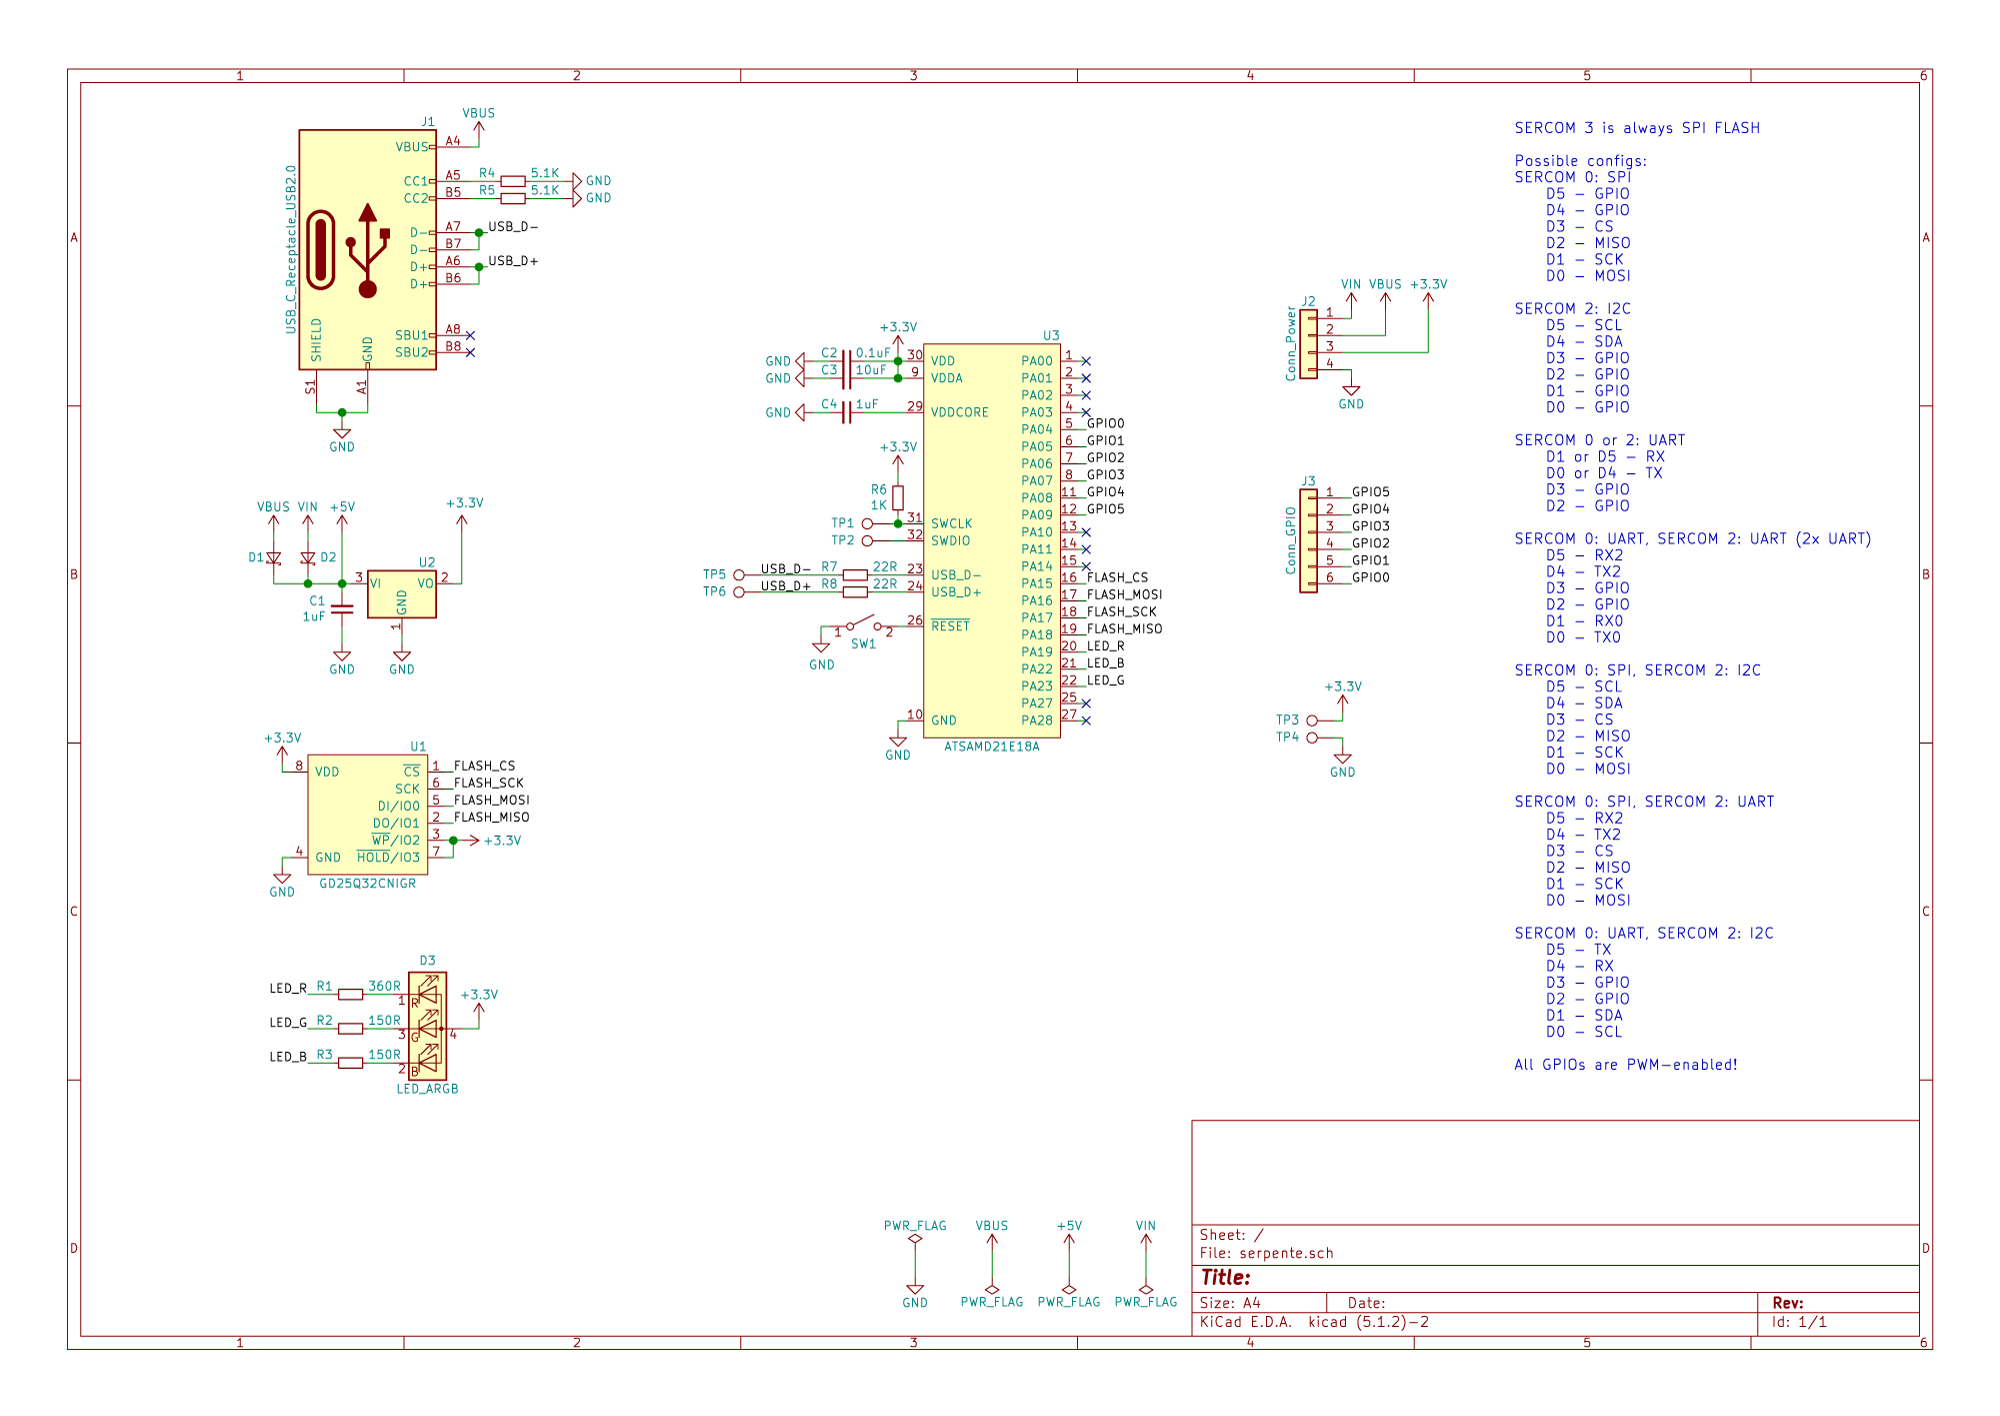 1 2 3 4 5 6
A
B
C
D
A
B
C
D
1 2 3 4 5 6
J1
USB_C_Receptacle_USB2.0
VBUS
VBUS A4
CC1 A5
CC2 B5
D- A7
D- B7
D+ A6
D+ B6
SBU1 A8
SBU2 B8
SHIELD
GND
S1
A1
GND
R4 5.1K GND
R5 5.1K GND
USB_D-
USB_D+
VBUS VIN +5V +3.3V
D1 D2
U2
3 VI VO 2
GND
1
C1
1uF
GND GND
+3.3V
U1
8 VDD
4 GND
CS 1 FLASH_CS
SCK 6 FLASH_SCK
DI/IO0 5 FLASH_MOSI
DO/IO1 2 FLASH_MISO
WP/IO2 3 +3.3V
HOLD/IO3 7
GND
GD25Q32CNIGR
D3
LED_R R1 360R 1 R
LED_G R2 150R 3 G
LED_B R3 150R 2 B
4
+3.3V
LED_ARGB
+3.3V
U3
GND C2 0.1uF 30 VDD
GND C3 10uF 9 VDDA
GND C4 1uF 29 VDDCORE
+3.3V
R6
1K
TP1 31 SWCLK
TP2 32 SWDIO
TP5 USB_D- R7 22R 23 USB_D-
TP6 USB_D+ R8 22R 24 USB_D+
1 2 26 RESET
SW1
GND
10 GND
GND
PA00 1
PA01 2
PA02 3
PA03 4
PA04 5 GPIO0
PA05 6 GPIO1
PA06 7 GPIO2
PA07 8 GPIO3
PA08 11 GPIO4
PA09 12 GPIO5
PA10 13
PA11 14
PA14 15
PA15 16 FLASH_CS
PA16 17 FLASH_MOSI
PA17 18 FLASH_SCK
PA18 19 FLASH_MISO
PA19 20 LED_R
PA22 21 LED_B
PA23 22 LED_G
PA27 25
PA28 27
ATSAMD21E18A
VIN VBUS +3.3V
J2
Conn_Power
1
2
3
4
GND
J3
Conn_GPIO
1 GPIO5
2 GPIO4
3 GPIO3
4 GPIO2
5 GPIO1
6 GPIO0
+3.3V
TP3
TP4
GND
SERCOM 3 is always SPI FLASH
Possible configs:
SERCOM 0: SPI
D5 - GPIO
D4 - GPIO
D3 - CS
D2 - MISO
D1 - SCK
D0 - MOSI
SERCOM 2: I2C
D5 - SCL
D4 - SDA
D3 - GPIO
D2 - GPIO
D1 - GPIO
D0 - GPIO
SERCOM 0 or 2: UART
D1 or D5 - RX
D0 or D4 - TX
D3 - GPIO
D2 - GPIO
SERCOM 0: UART, SERCOM 2: UART (2x UART)
D5 - RX2
D4 - TX2
D3 - GPIO
D2 - GPIO
D1 - RX0
D0 - TX0
SERCOM 0: SPI, SERCOM 2: I2C
D5 - SCL
D4 - SDA
D3 - CS
D2 - MISO
D1 - SCK
D0 - MOSI
SERCOM 0: SPI, SERCOM 2: UART
D5 - RX2
D4 - TX2
D3 - CS
D2 - MISO
D1 - SCK
D0 - MOSI
SERCOM 0: UART, SERCOM 2: I2C
D5 - TX
D4 - RX
D3 - GPIO
D2 - GPIO
D1 - SDA
D0 - SCL
All GPIOs are PWM-enabled!
PWR_FLAG VBUS +5V VIN
GND PWR_FLAG PWR_FLAG PWR_FLAG
Sheet: /
File: serpente.sch
Title:
Size: A4 Date: Rev:
KiCad E.D.A. kicad (5.1.2)-2 Id: 1/1